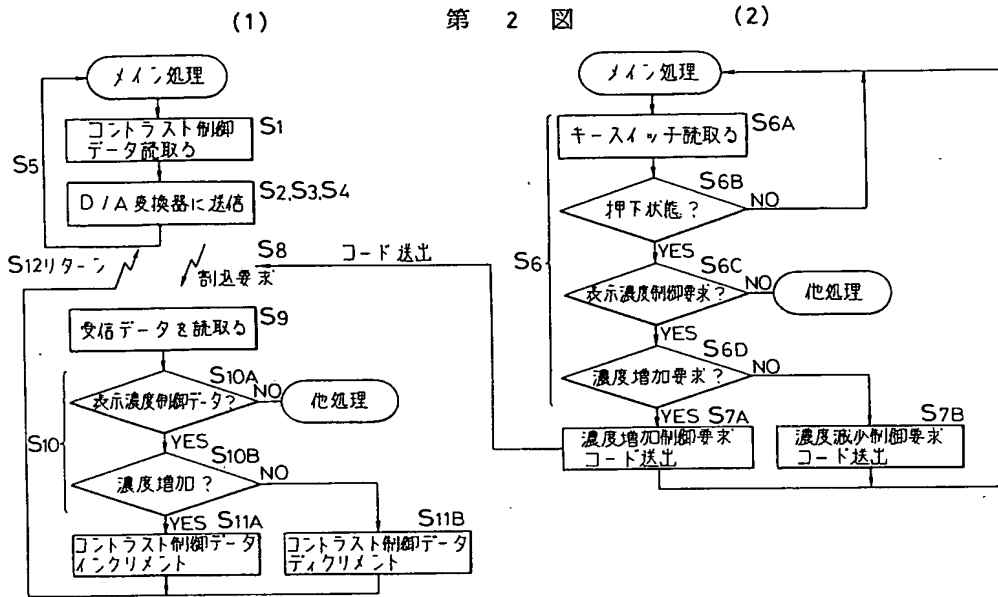 第 2 図
(1)
メイン処理
コントラスト制御
データ読取る
S1
D/A変換器に送信
S2,S3,S4
S5
S12リターン
S8
割込要求
コード送出
受信データを読取る
S9
S10
S10A
表示濃度制御データ?
NO
他処理
YES
S10B
濃度増加?
NO
YES
S11A
コントラスト制御データ
インクリメント
S11B
コントラスト制御データ
ディクリメント
(2)
メイン処理
S6
S6A
キースイッチ読取る
S6B
押下状態?
NO
YES
S6C
表示濃度制御要求?
NO
他処理
YES
S6D
濃度増加要求?
NO
YES
S7A
濃度増加制御要求
コード送出
S7B
濃度減少制御要求
コード送出